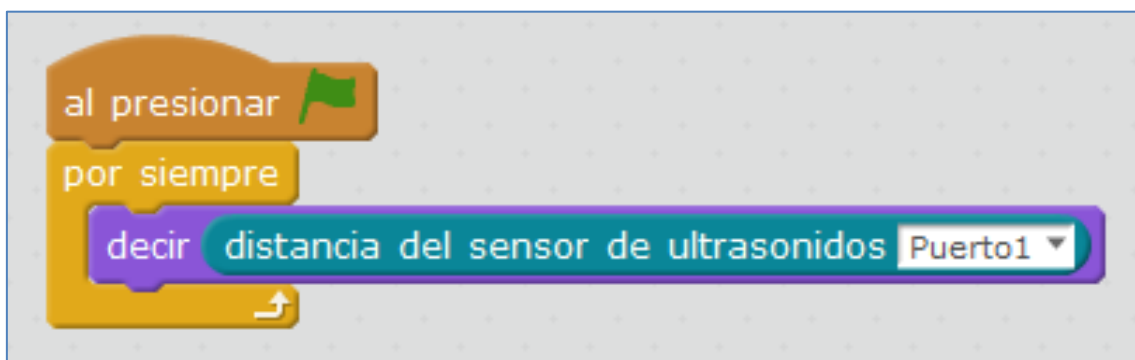 al presionar
por siempre
decir distancia del sensor de ultrasonidos Puerto1